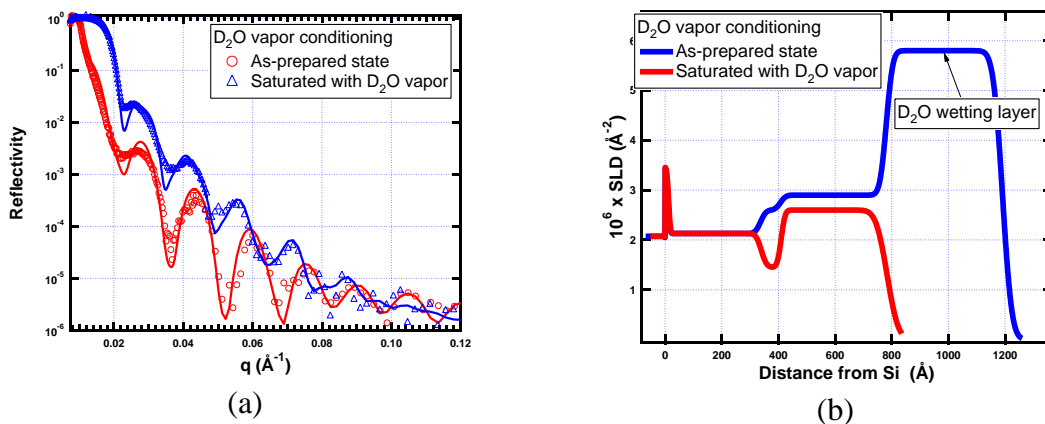 D₂O vapor conditioning
As-prepared state
Saturated with D₂O vapor
Reflectivity
10⁰
10⁻¹
10⁻²
10⁻³
10⁻⁴
10⁻⁵
10⁻⁶
0.02
0.04
0.06
0.08
0.10
0.12
q (Å⁻¹)
(a)
D₂O vapor conditioning
As-prepared state
Saturated with D₂O vapor
D₂O wetting layer
10⁶ x SLD (Å⁻²)
6
5
4
3
2
1
0
200
400
600
800
1000
1200
Distance from Si (Å)
(b)